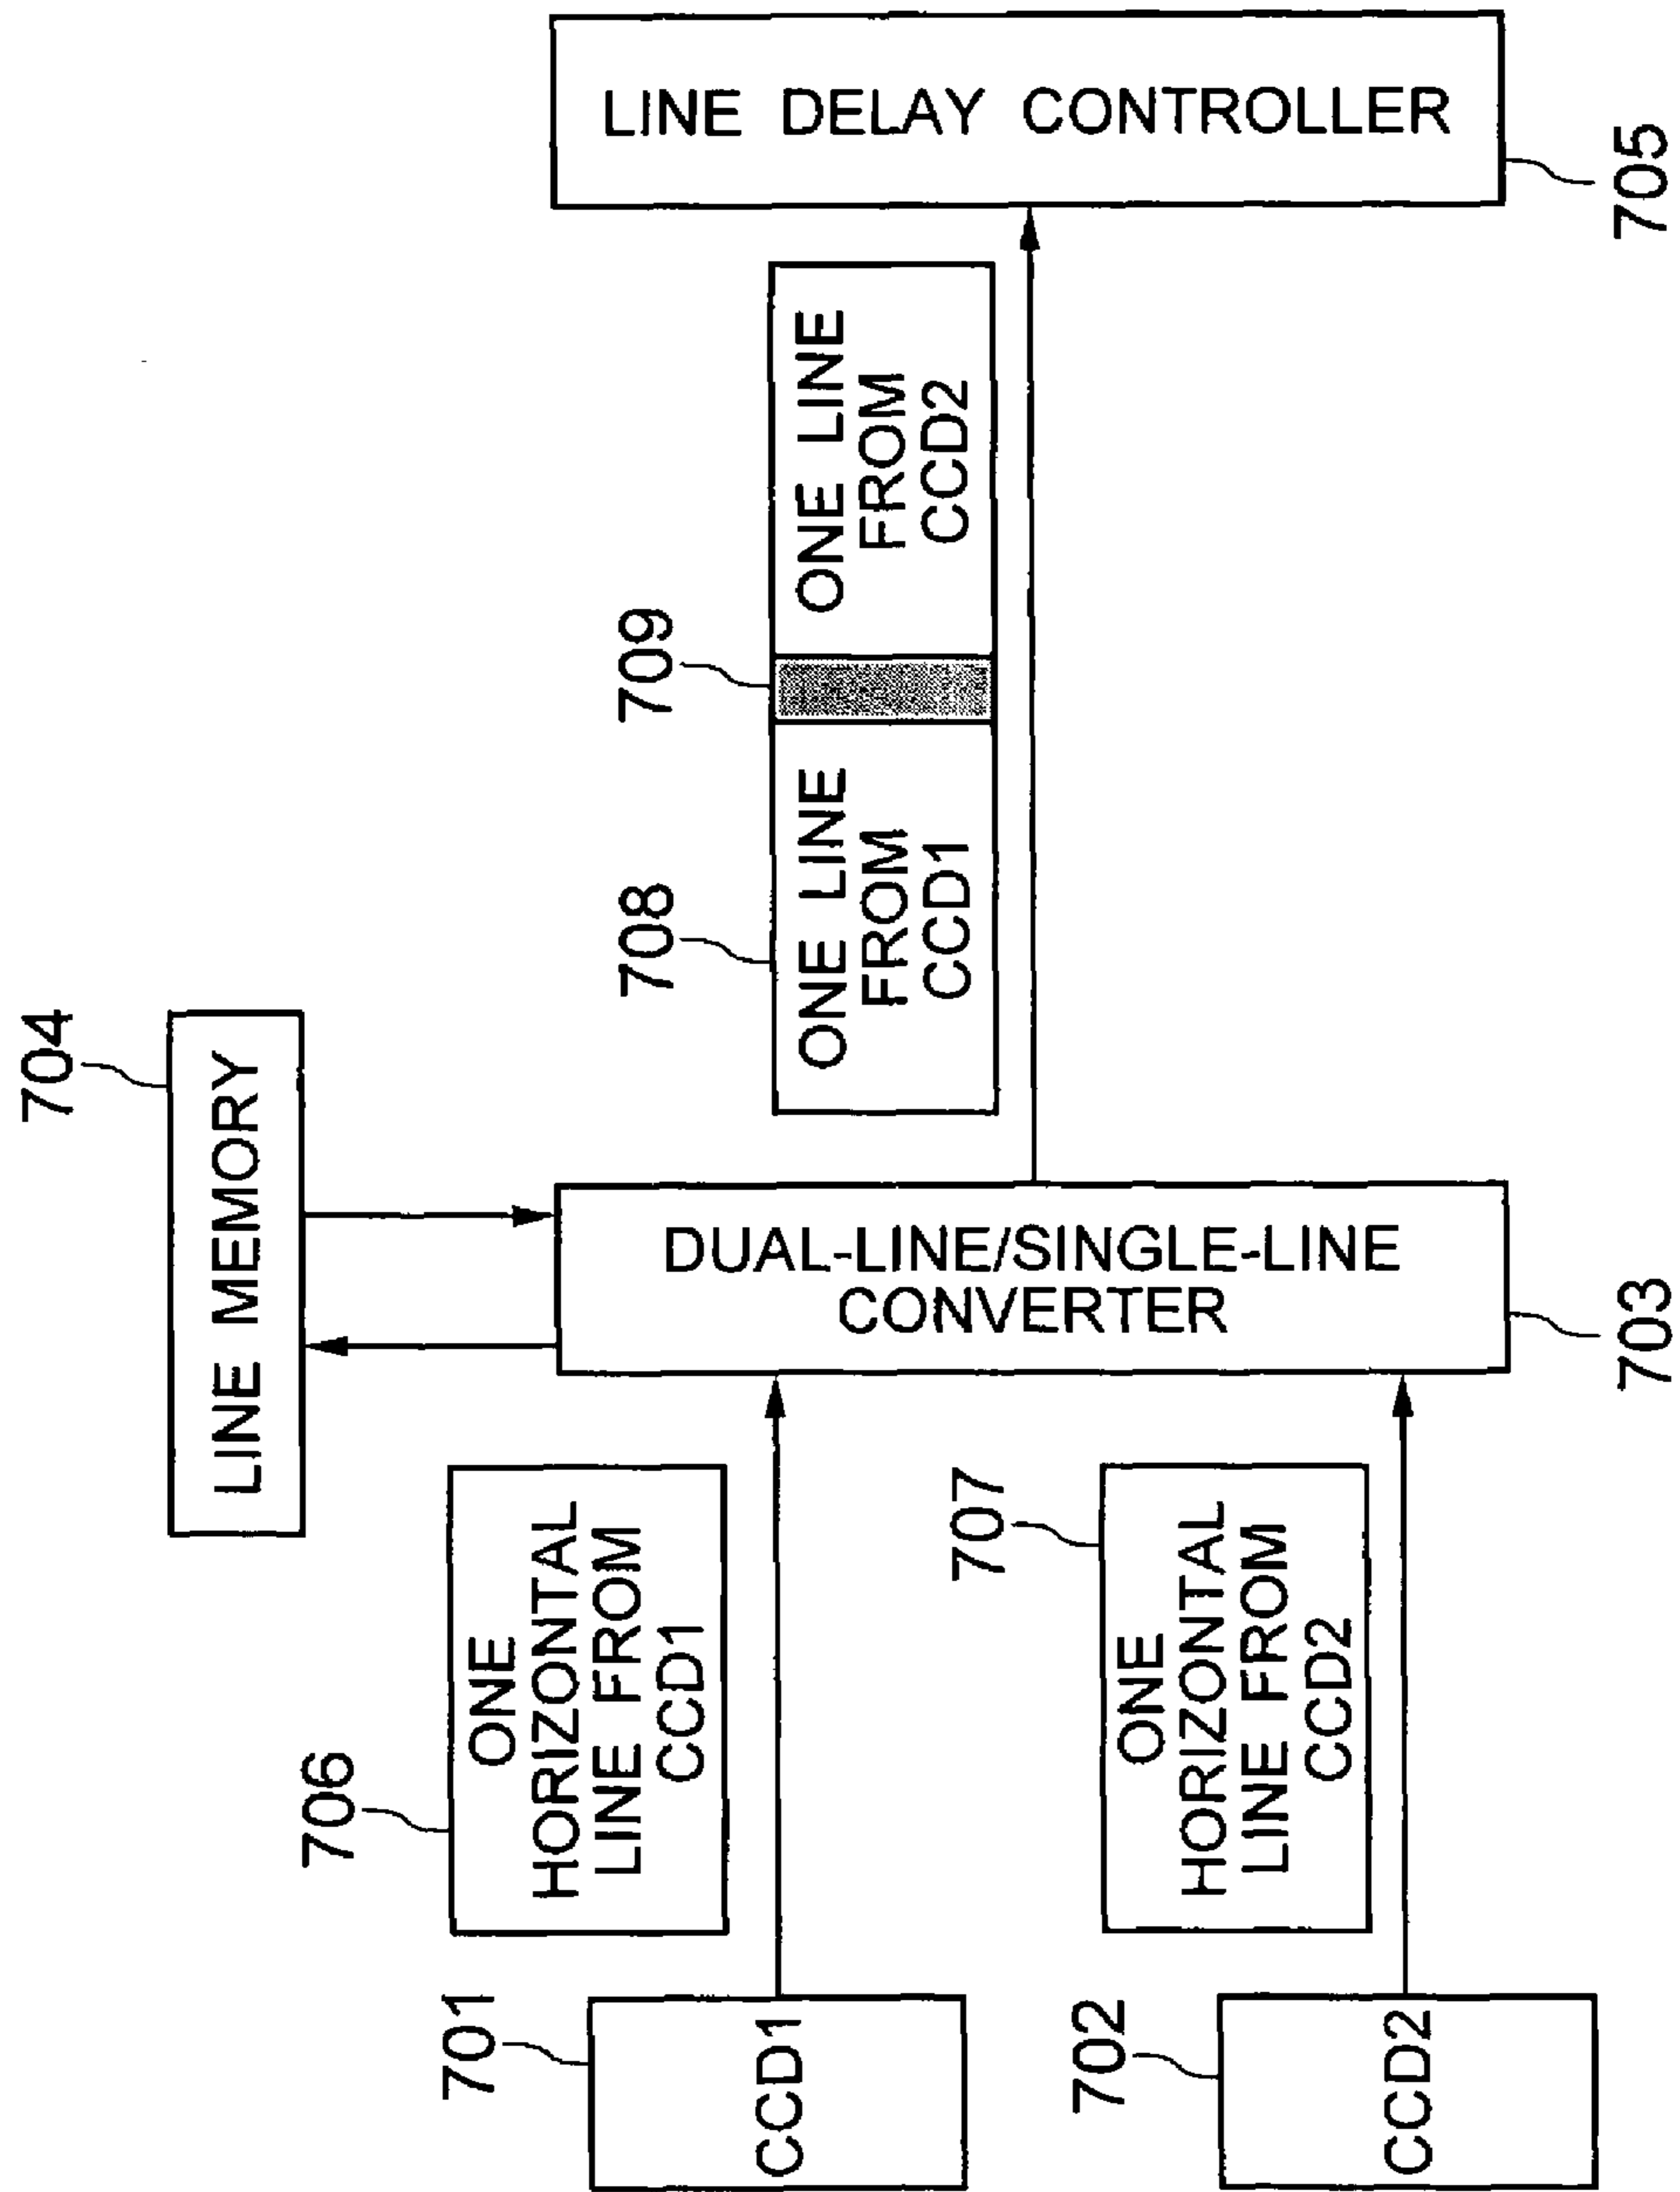 704
LINE MEMORY
706
ONE
HORIZONTAL
LINE FROM
CCD1
701
CCD1
707
ONE
HORIZONTAL
LINE FROM
CCD2
702
CCD2
DUAL-LINE/SINGLE-LINE
CONVERTER
703
708
ONE LINE
FROM
CCD1
709
ONE LINE
FROM
CCD2
LINE DELAY CONTROLLER
705